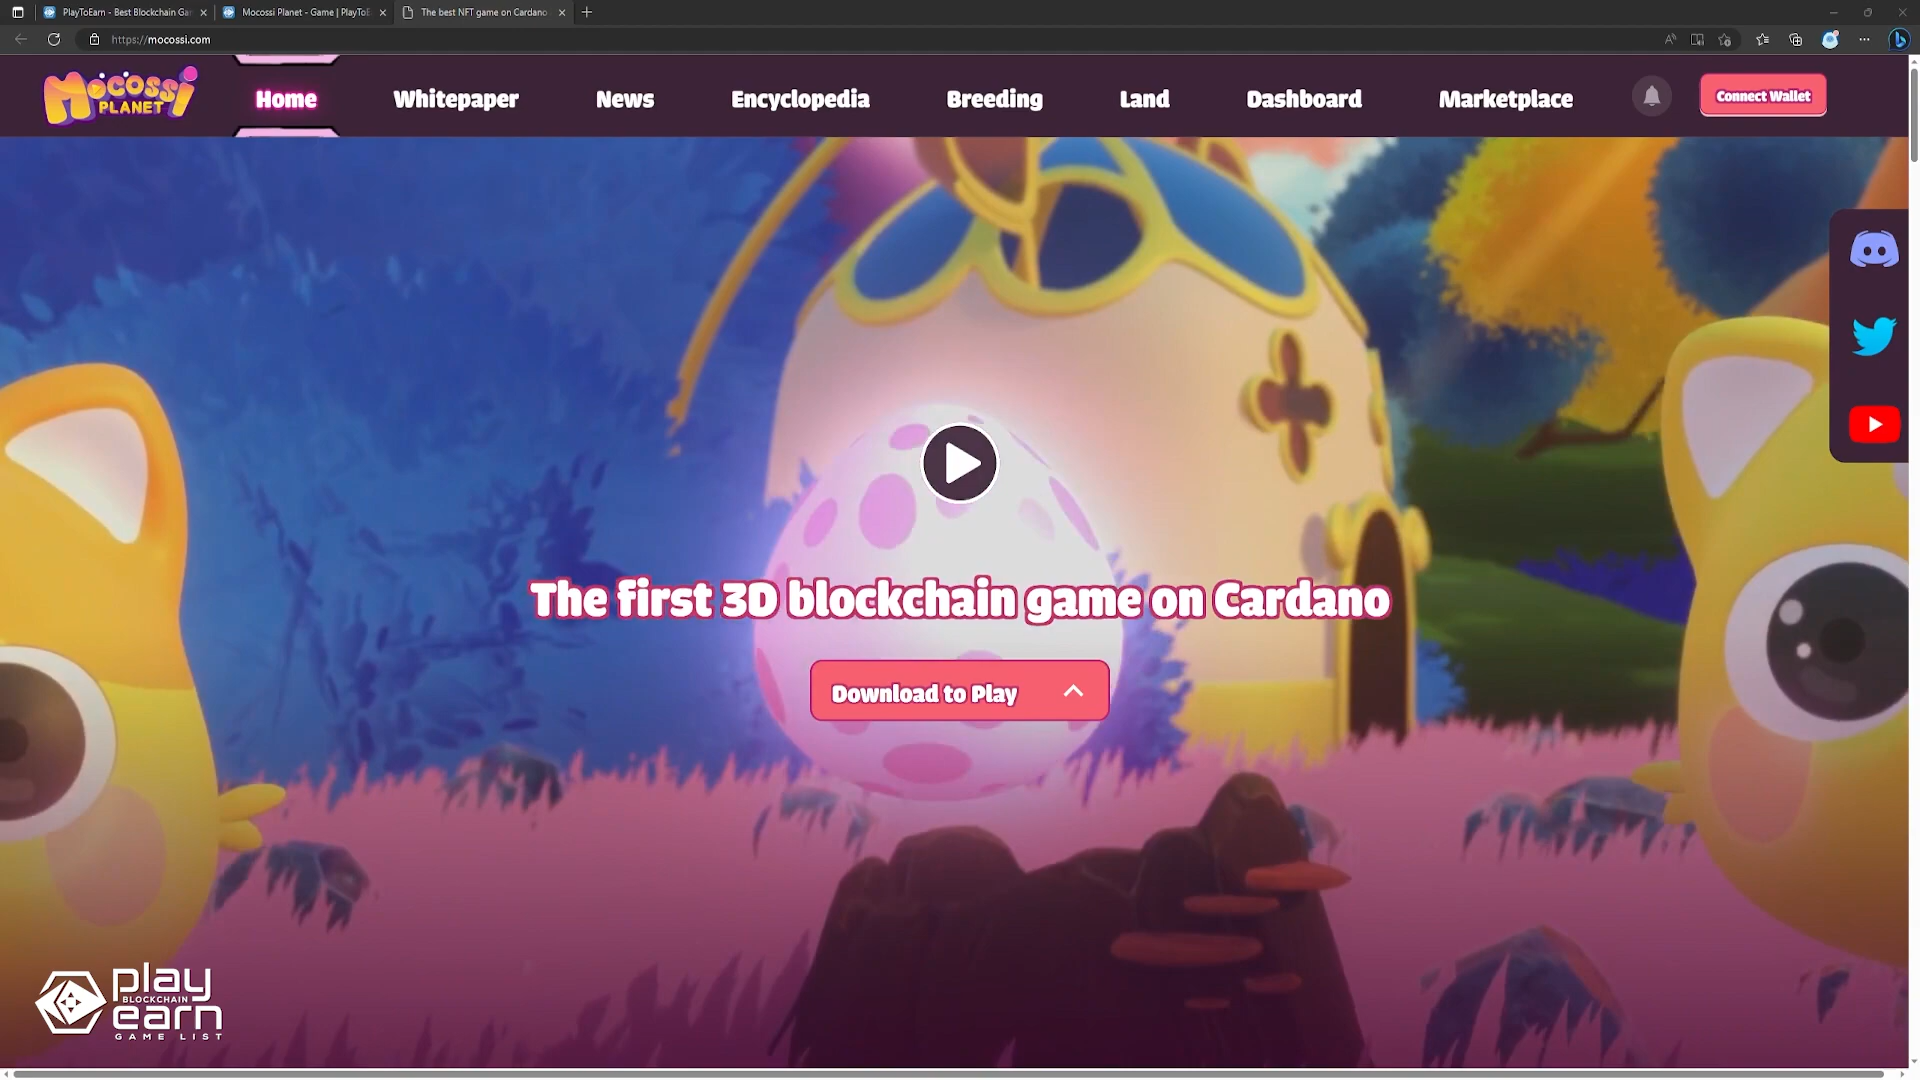 PlayToEarn - Best Blockchain Ga
Mocossi Planet - Game | PlayToE
The best NFT game on Cardano
https://mocossi.com
MOCOSSI
PLANET
Home
Whitepaper
News
Encyclopedia
Breeding
Land
Dashboard
Marketplace
Connect Wallet
The first 3D blockchain game on Cardano
Download to Play
play
BLOCKCHAIN
earn
GAME LIST